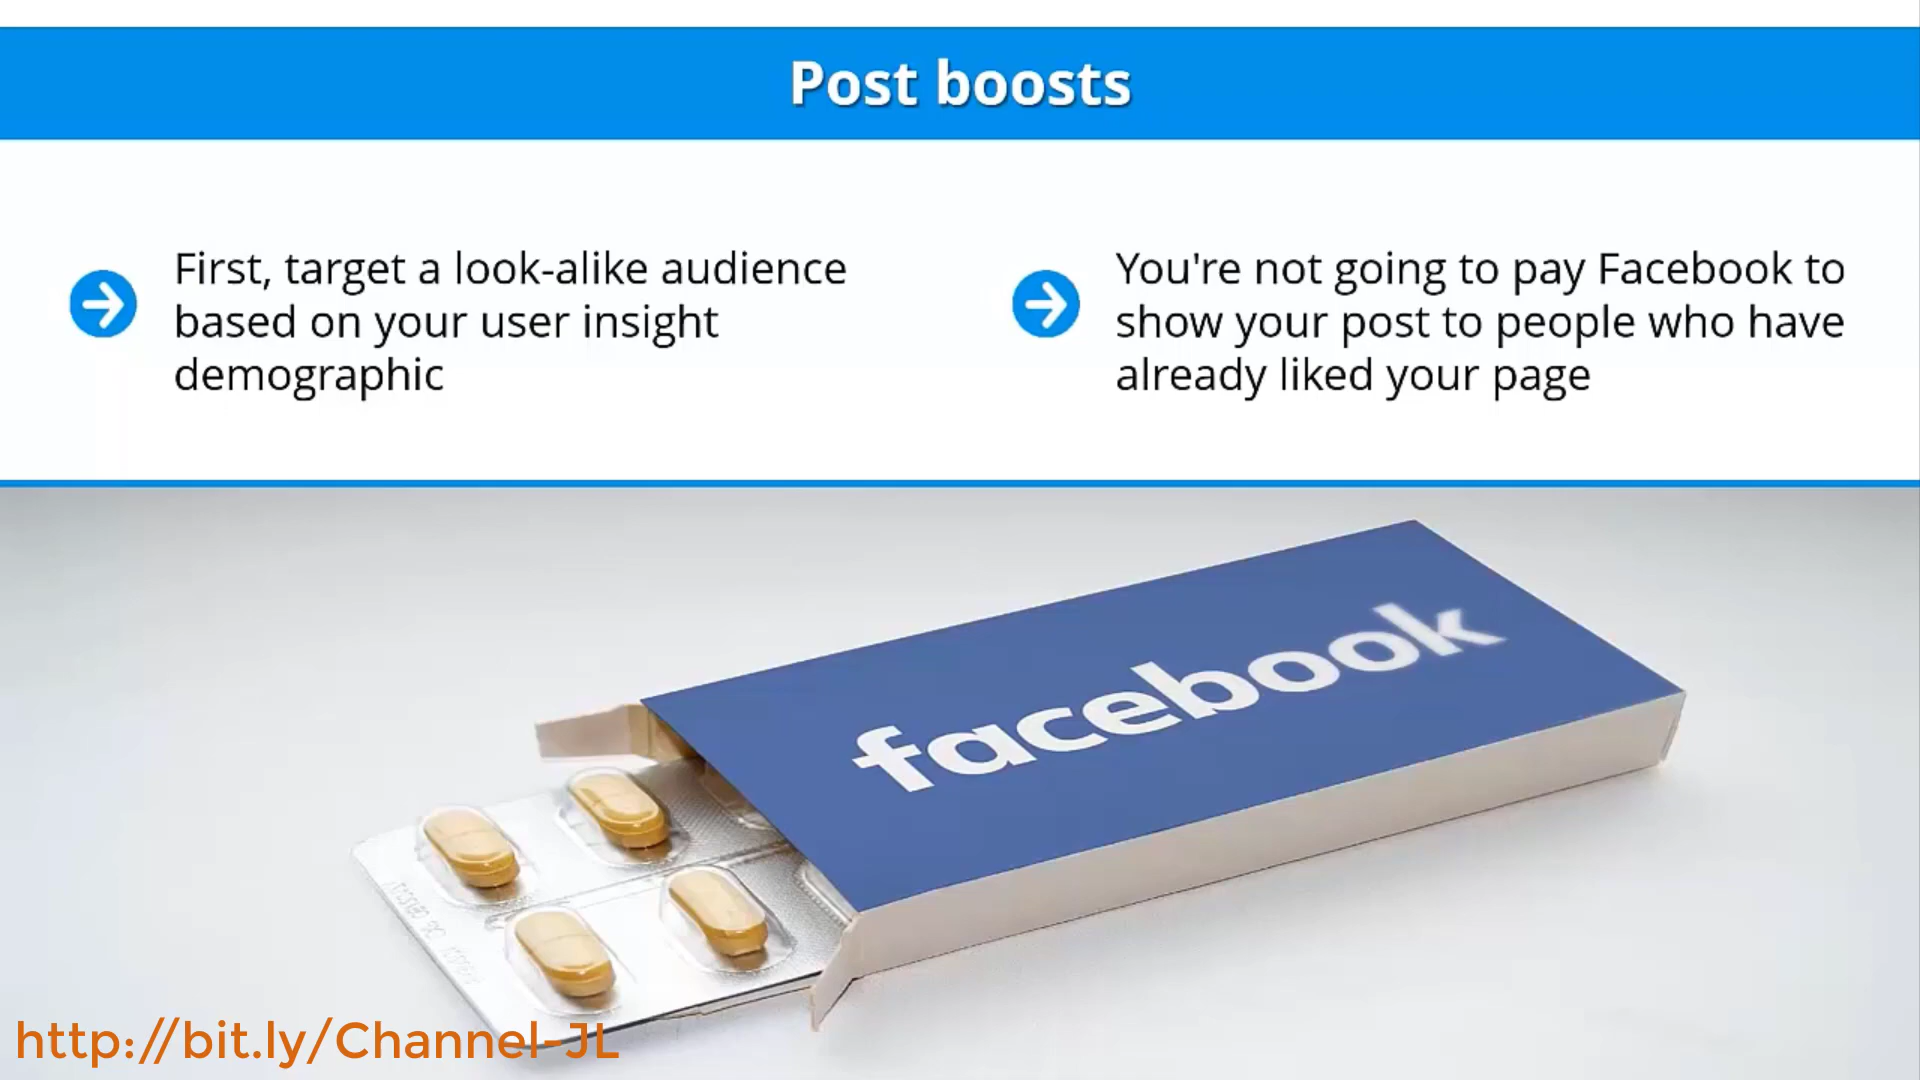 Post boosts
First, target a look-alike audience
based on your user insight
demographic
You're not going to pay Facebook to
show your post to people who have
already liked your page
facebook
http://bit.ly/Channel-JL